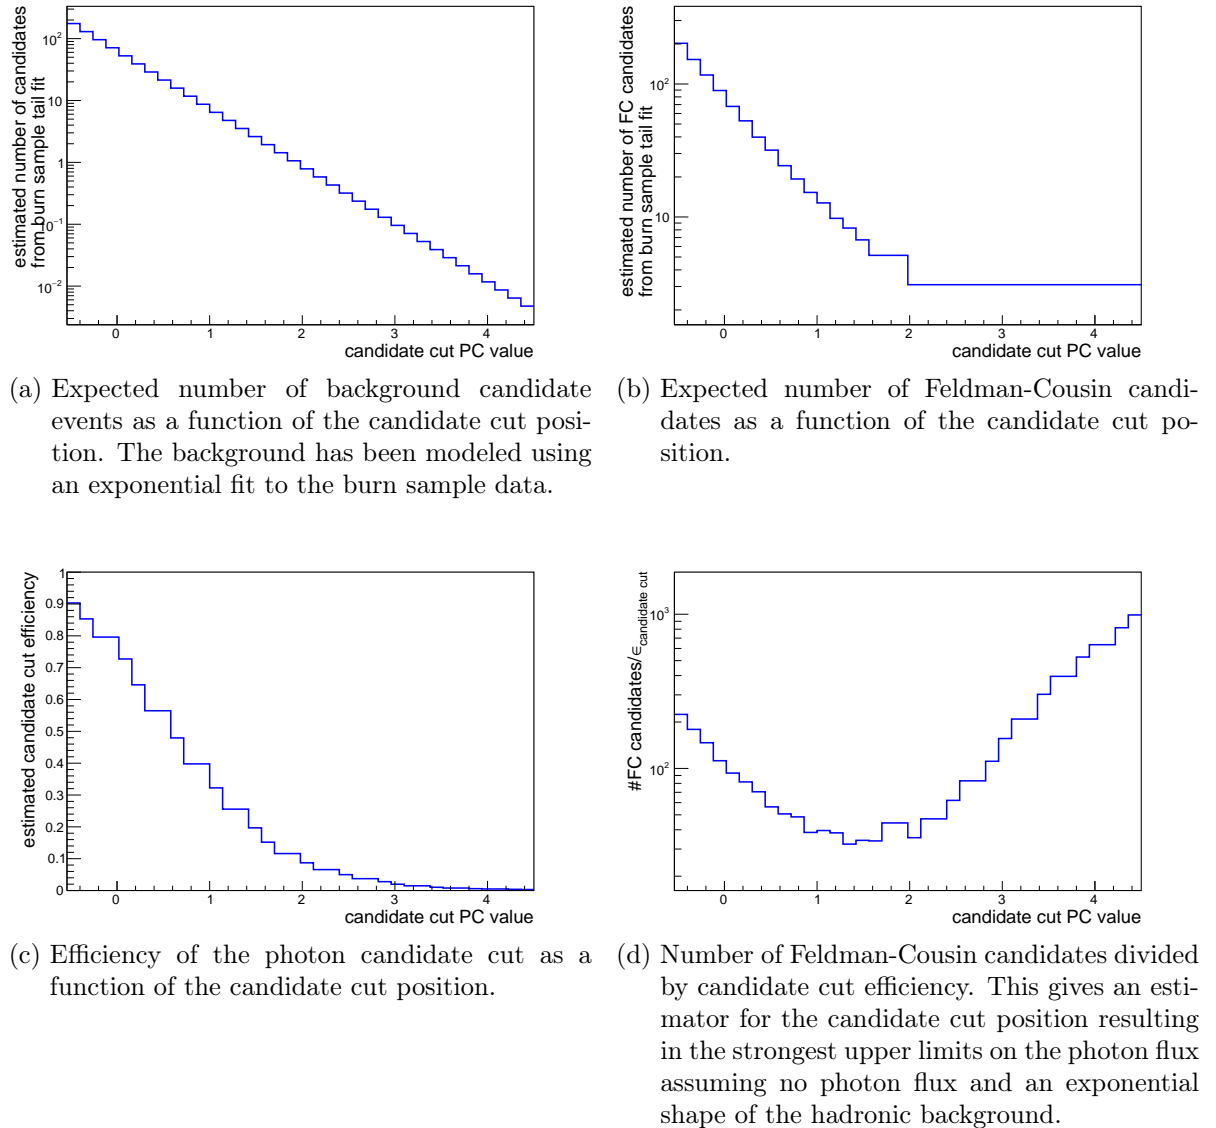 estimated number of candidates
from burn sample tail fit
10²
10
1
10⁻¹
10⁻²
0 1 2 3 4
candidate cut PC value
estimated number of FC candidates
from burn sample tail fit
10²
10
0 1 2 3 4
candidate cut PC value
(a) Expected number of background candidate
events as a function of the candidate cut posi-
tion. The background has been modeled using
an exponential fit to the burn sample data.
(b) Expected number of Feldman-Cousin candi-
dates as a function of the candidate cut po-
sition.
estimated candidate cut efficiency
1
0.9
0.8
0.7
0.6
0.5
0.4
0.3
0.2
0.1
0
0 1 2 3 4
candidate cut PC value
#FC candidates/ϵcandidate cut
10³
10²
0 1 2 3 4
candidate cut PC value
(c) Efficiency of the photon candidate cut as a
function of the candidate cut position.
(d) Number of Feldman-Cousin candidates divided
by candidate cut efficiency. This gives an esti-
mator for the candidate cut position resulting
in the strongest upper limits on the photon flux
assuming no photon flux and an exponential
shape of the hadronic background.